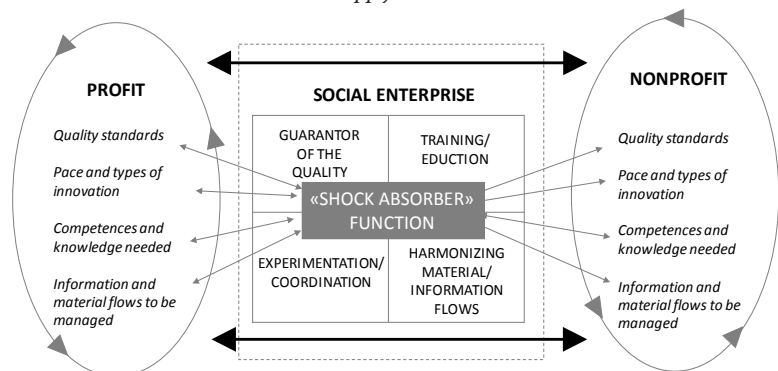 PROFIT
Quality standards
Pace and types of
innovation
Competences and
knowledge needed
Information and
material flows to be
managed
SOCIAL ENTERPRISE
GUARANTOR
OF THE
QUALITY
TRAINING/
EDUCTION
«SHOCK ABSORBER»
FUNCTION
EXPERIMENTATION/
COORDINATION
HARMONIZING
MATERIAL/
INFORMATION
FLOWS
NONPROFIT
Quality standards
Pace and types of
innovation
Competences and
knowledge needed
Information and
material flows to be
managed